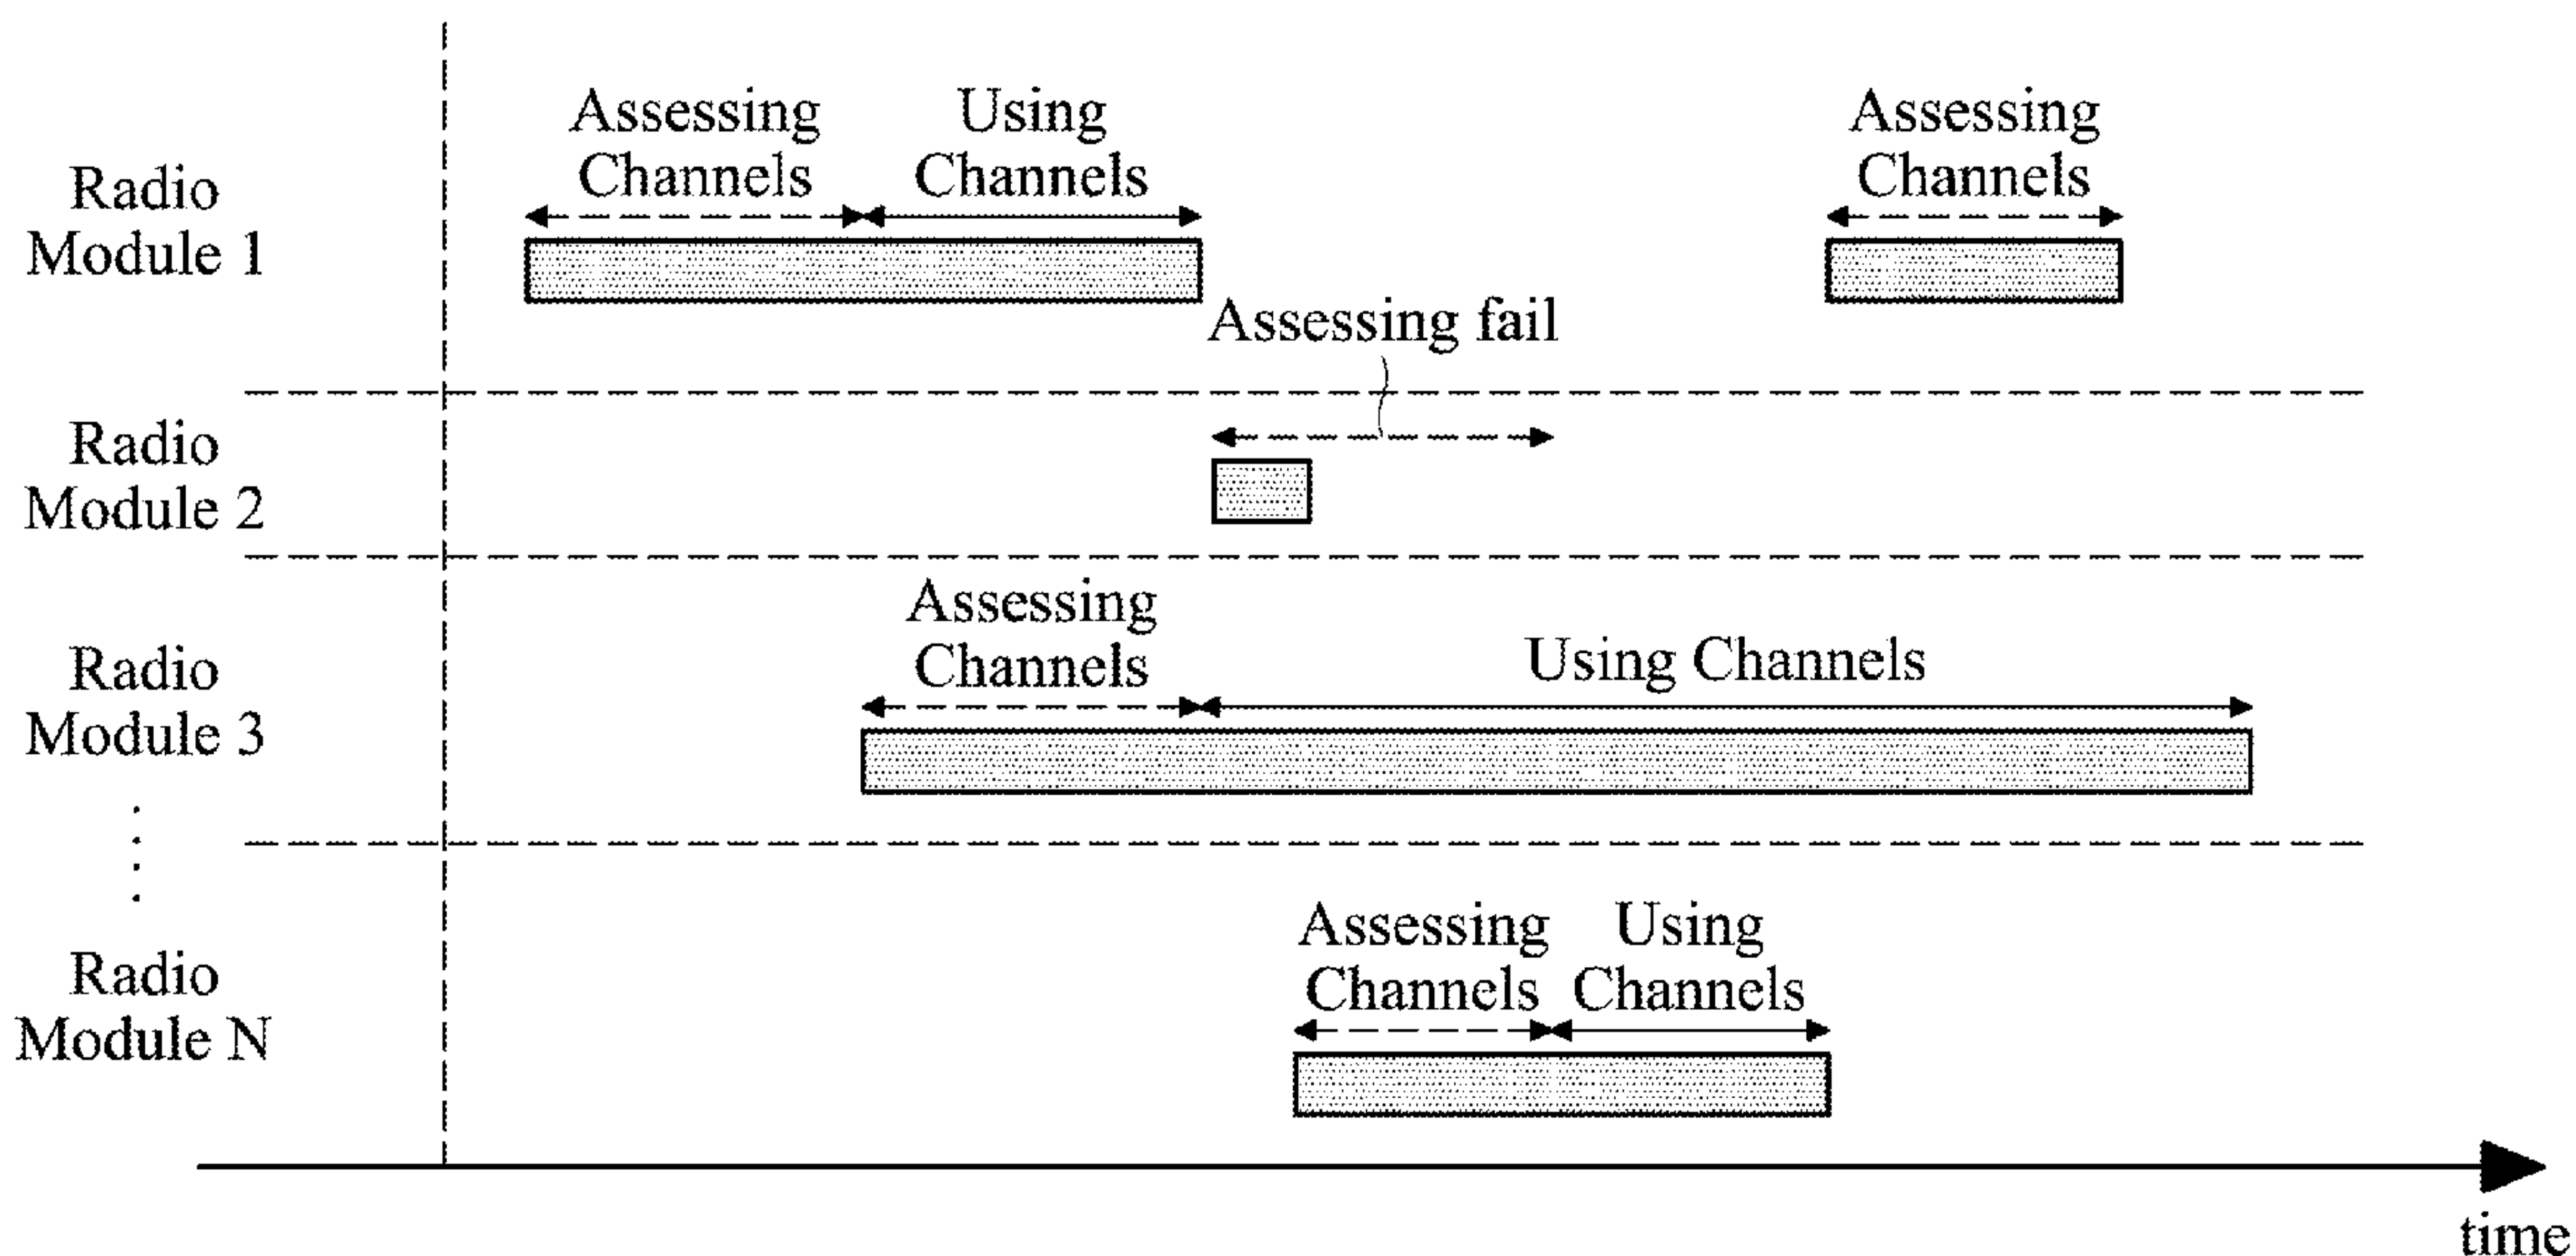 Assessing Using Assessing
Channels Channels Channels
Radio
Module 1
Assessing fail
Radio
Module 2
Assessing
Channels
Using Channels
Radio
Module 3
Assessing Using
Channels Channels
Radio
Module N
time